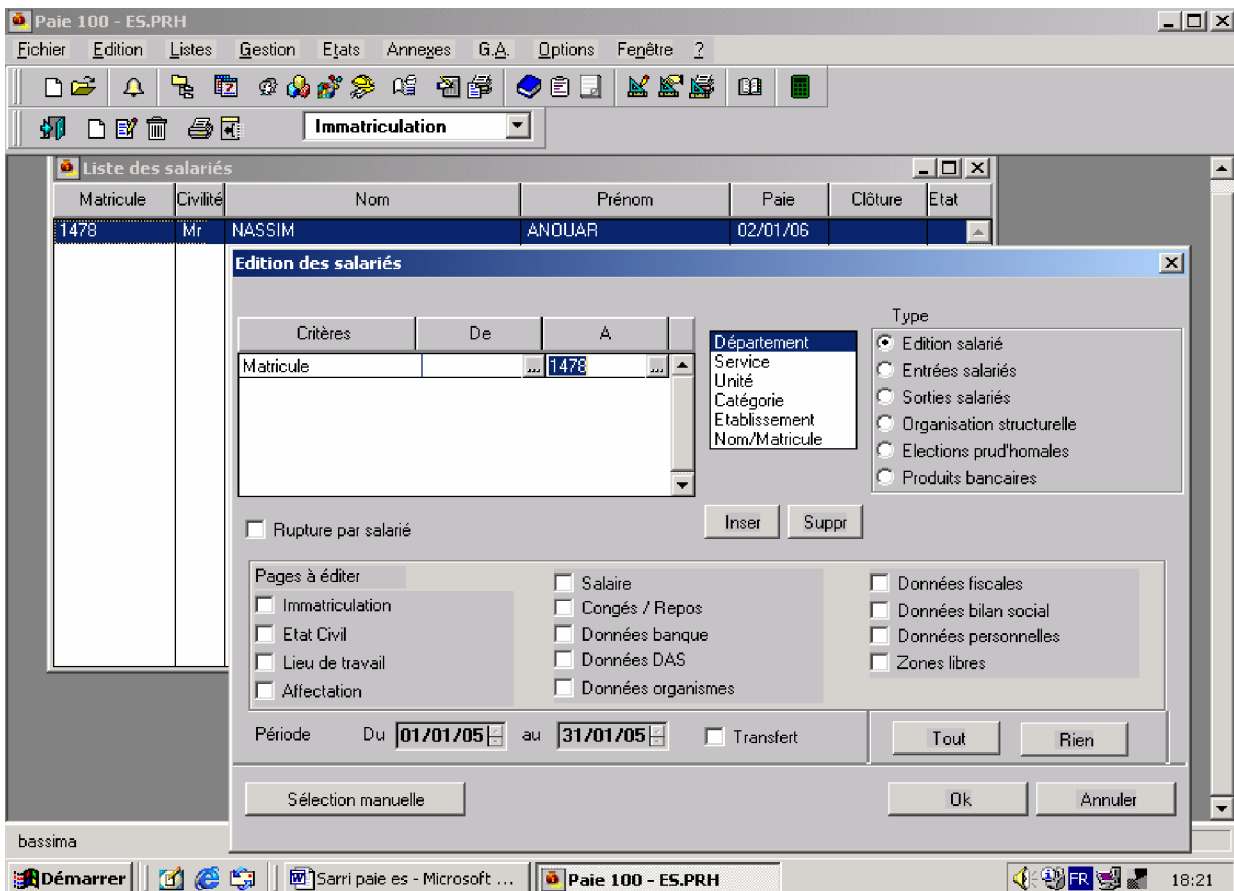 Paie 100 - ES.PRH
Fichier Edition Listes Gestion Etats Annexes G.A. Options Fenêtre ?
Immatriculation
Liste des salariés
Matricule Civilité Nom Prénom Paie Clôture Etat
1478 Mr NASSIM ANOUAR 02/01/06
Edition des salariés
Critères De A
Matricule ... 1478 ...
Département
Service
Unité
Catégorie
Etablissement
Nom/Matricule
Type
Edition salarié
Entrées salariés
Sorties salariés
Organisation structurelle
Elections prud'homales
Produits bancaires
Inser Suppr
Rupture par salarié
Pages à éditer
Immatriculation
Etat Civil
Lieu de travail
Affectation
Salaire
Congés / Repos
Données banque
Données DAS
Données organismes
Données fiscales
Données bilan social
Données personnelles
Zones libres
Période Du 01/01/05 au 31/01/05 Transfert Tout Rien
Sélection manuelle Ok Annuler
bassima
Démarrer Sarri paie es - Microsoft ... Paie 100 - ES.PRH FR 18:21